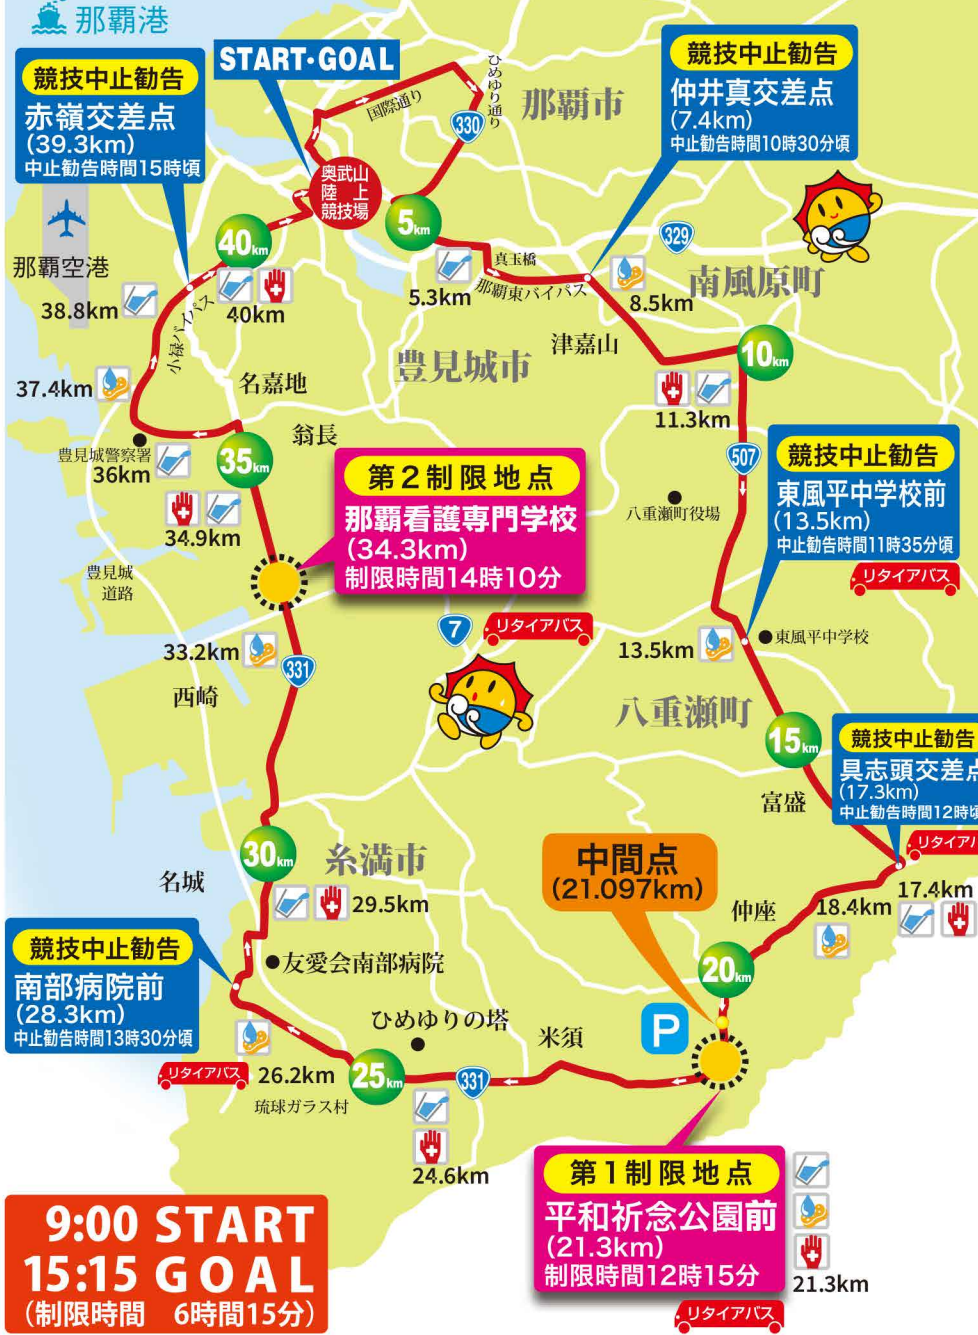 那覇港
START・GOAL
競技中止勧告
赤嶺交差点
(39.3km)
中止勧告時間15時頃
国際通り
ひめゆり通り
330
那覇市
競技中止勧告
仲井真交差点
(7.4km)
中止勧告時間10時30分頃
奥武山
陸上
競技場
5km
40km
329
那覇空港
真玉橋
那覇東バイパス
5.3km
8.5km
南風原町
38.8km
40km
小禄バイパス
津嘉山
10km
豊見城市
名嘉地
37.4km
11.3km
翁長
豊見城警察署
36km
35km
507
競技中止勧告
東風平中学校前
(13.5km)
中止勧告時間11時35分頃
リタイアバス
第2制限地点
那覇看護専門学校
(34.3km)
制限時間14時10分
リタイアバス
八重瀬町役場
34.9km
豊見城
道路
7
33.2km
331
西崎
13.5km
東風平中学校
八重瀬町
15km
競技中止勧告
具志頭交差点
(17.3km)
中止勧告時間12時頃
リタイアバ
富盛
30km
糸満市
中間点
(21.097km)
名城
29.5km
仲座
18.4km
17.4km
競技中止勧告
南部病院前
(28.3km)
中止勧告時間13時30分頃
友愛会南部病院
20km
P
ひめゆりの塔
米須
リタイアバス
26.2km
25km
331
琉球ガラス村
24.6km
第1制限地点
平和祈念公園前
(21.3km)
制限時間12時15分
21.3km
リタイアバス
9:00 START
15:15 GOAL
(制限時間 6時間15分)